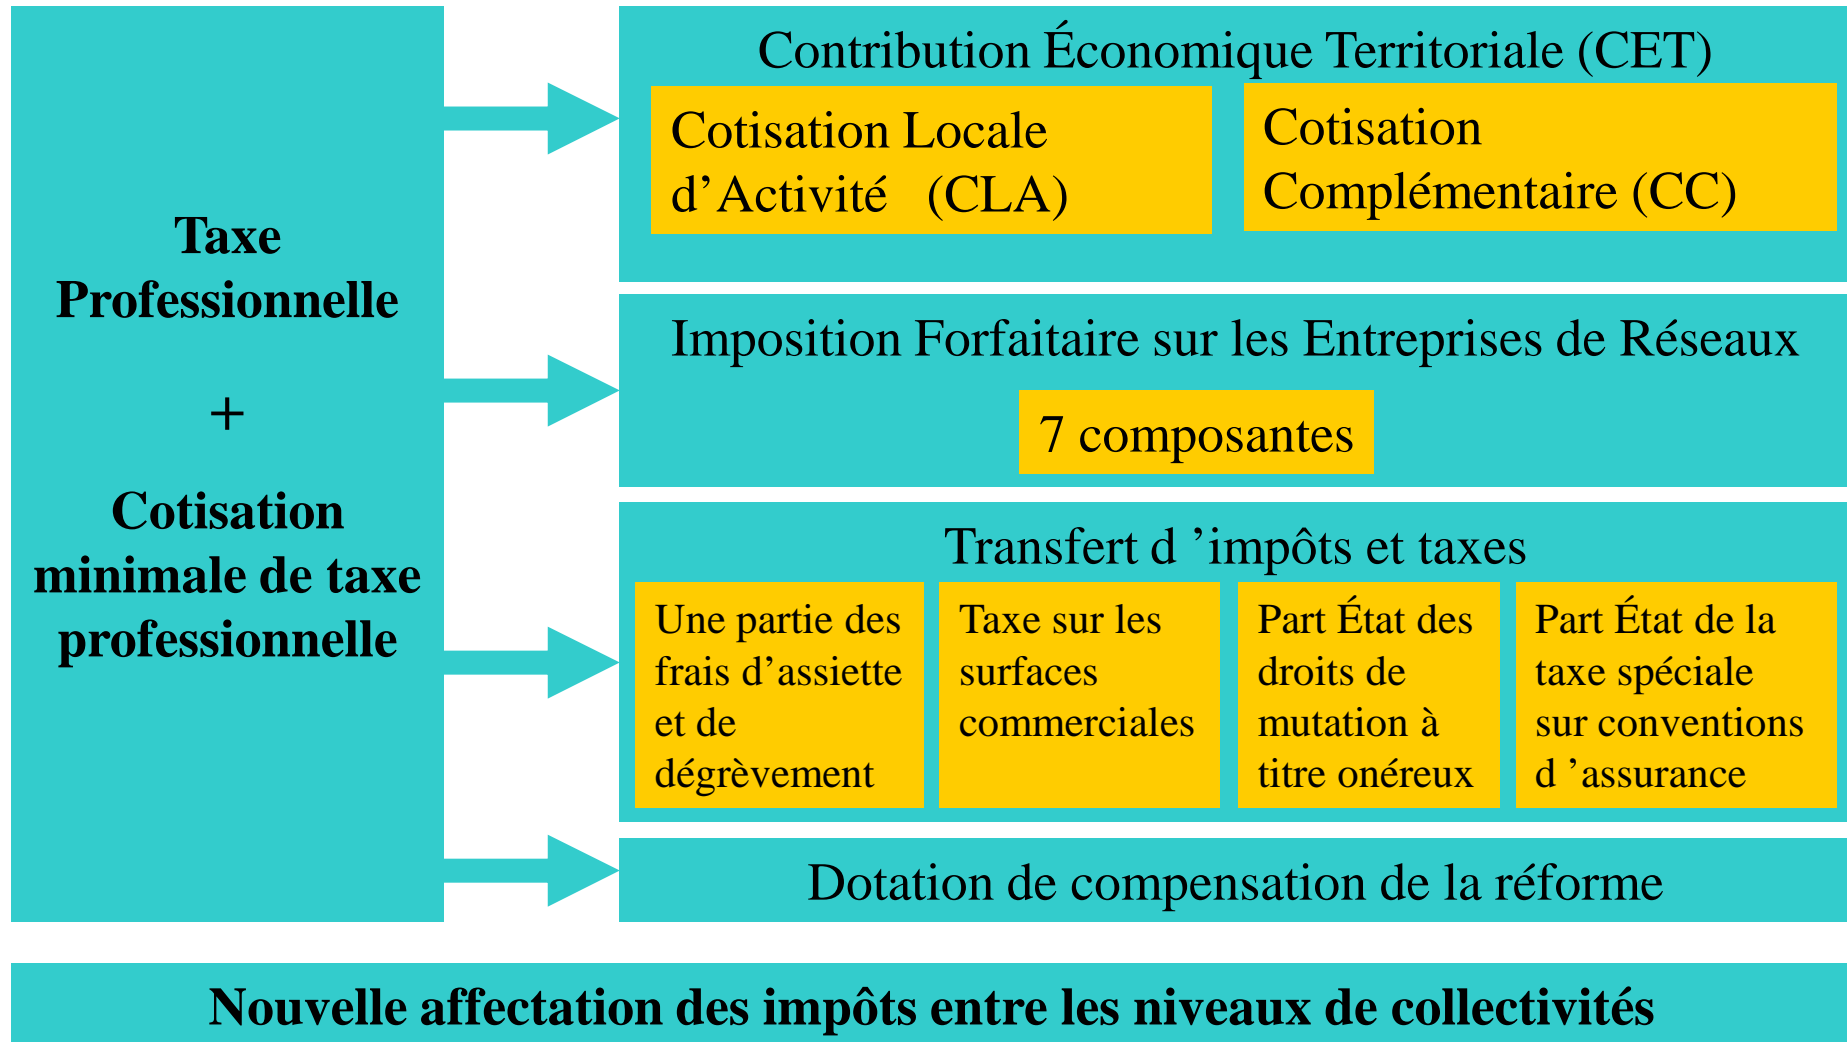 Taxe
Professionnelle
+
Cotisation
minimale de taxe
professionnelle
Contribution Économique Territoriale (CET)
Cotisation Locale
d’Activité (CLA)
Cotisation
Complémentaire (CC)
Imposition Forfaitaire sur les Entreprises de Réseaux
7 composantes
Transfert d ’impôts et taxes
Une partie des
frais d’assiette
et de
dégrèvement
Taxe sur les
surfaces
commerciales
Part État des
droits de
mutation à
titre onéreux
Part État de la
taxe spéciale
sur conventions
d ’assurance
Dotation de compensation de la réforme
Nouvelle affectation des impôts entre les niveaux de collectivités